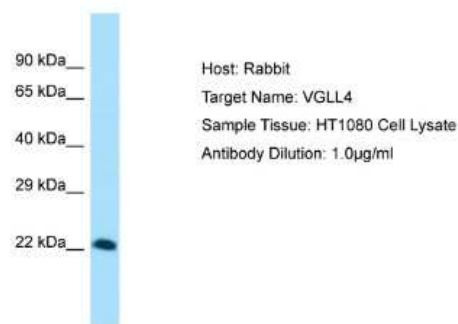 90 kDa
65 kDa
40 kDa
29 kDa
22 kDa
Host: Rabbit
Target Name: VGLL4
Sample Tissue: HT1080 Cell Lysate
Antibody Dilution: 1.0µg/ml